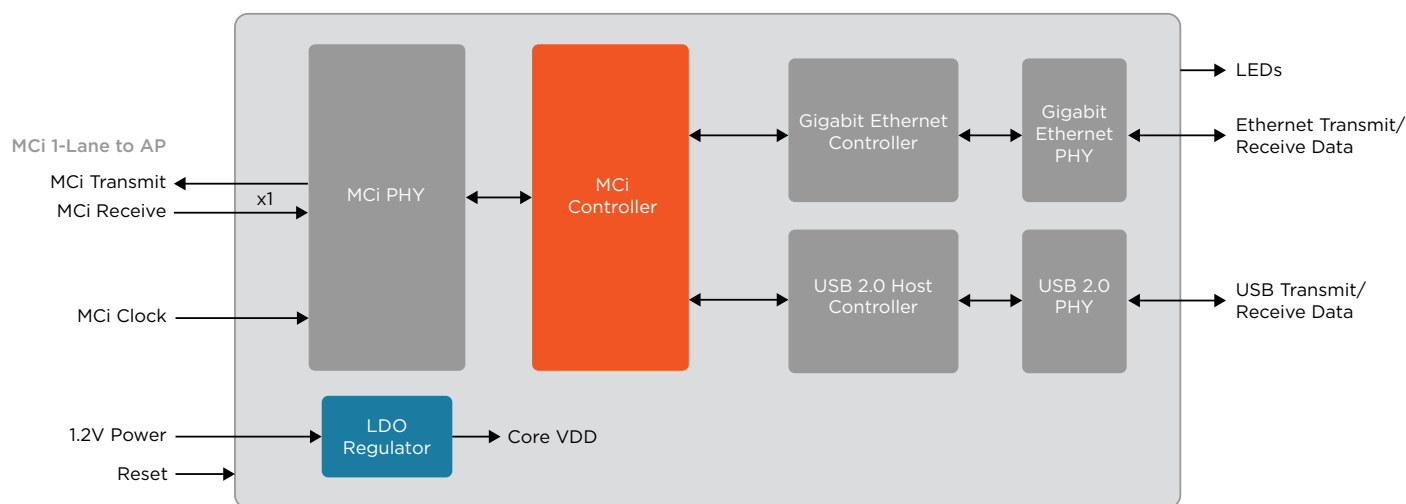 LEDs
Gigabit Ethernet
Controller
Gigabit
Ethernet
PHY
Ethernet Transmit/
Receive Data
MCi 1-Lane to AP
MCi Transmit
x1
MCi Receive
MCi PHY
MCi
Controller
USB 2.0 Host
Controller
USB 2.0
PHY
USB Transmit/
Receive Data
MCi Clock
1.2V Power
LDO
Regulator
Core VDD
Reset